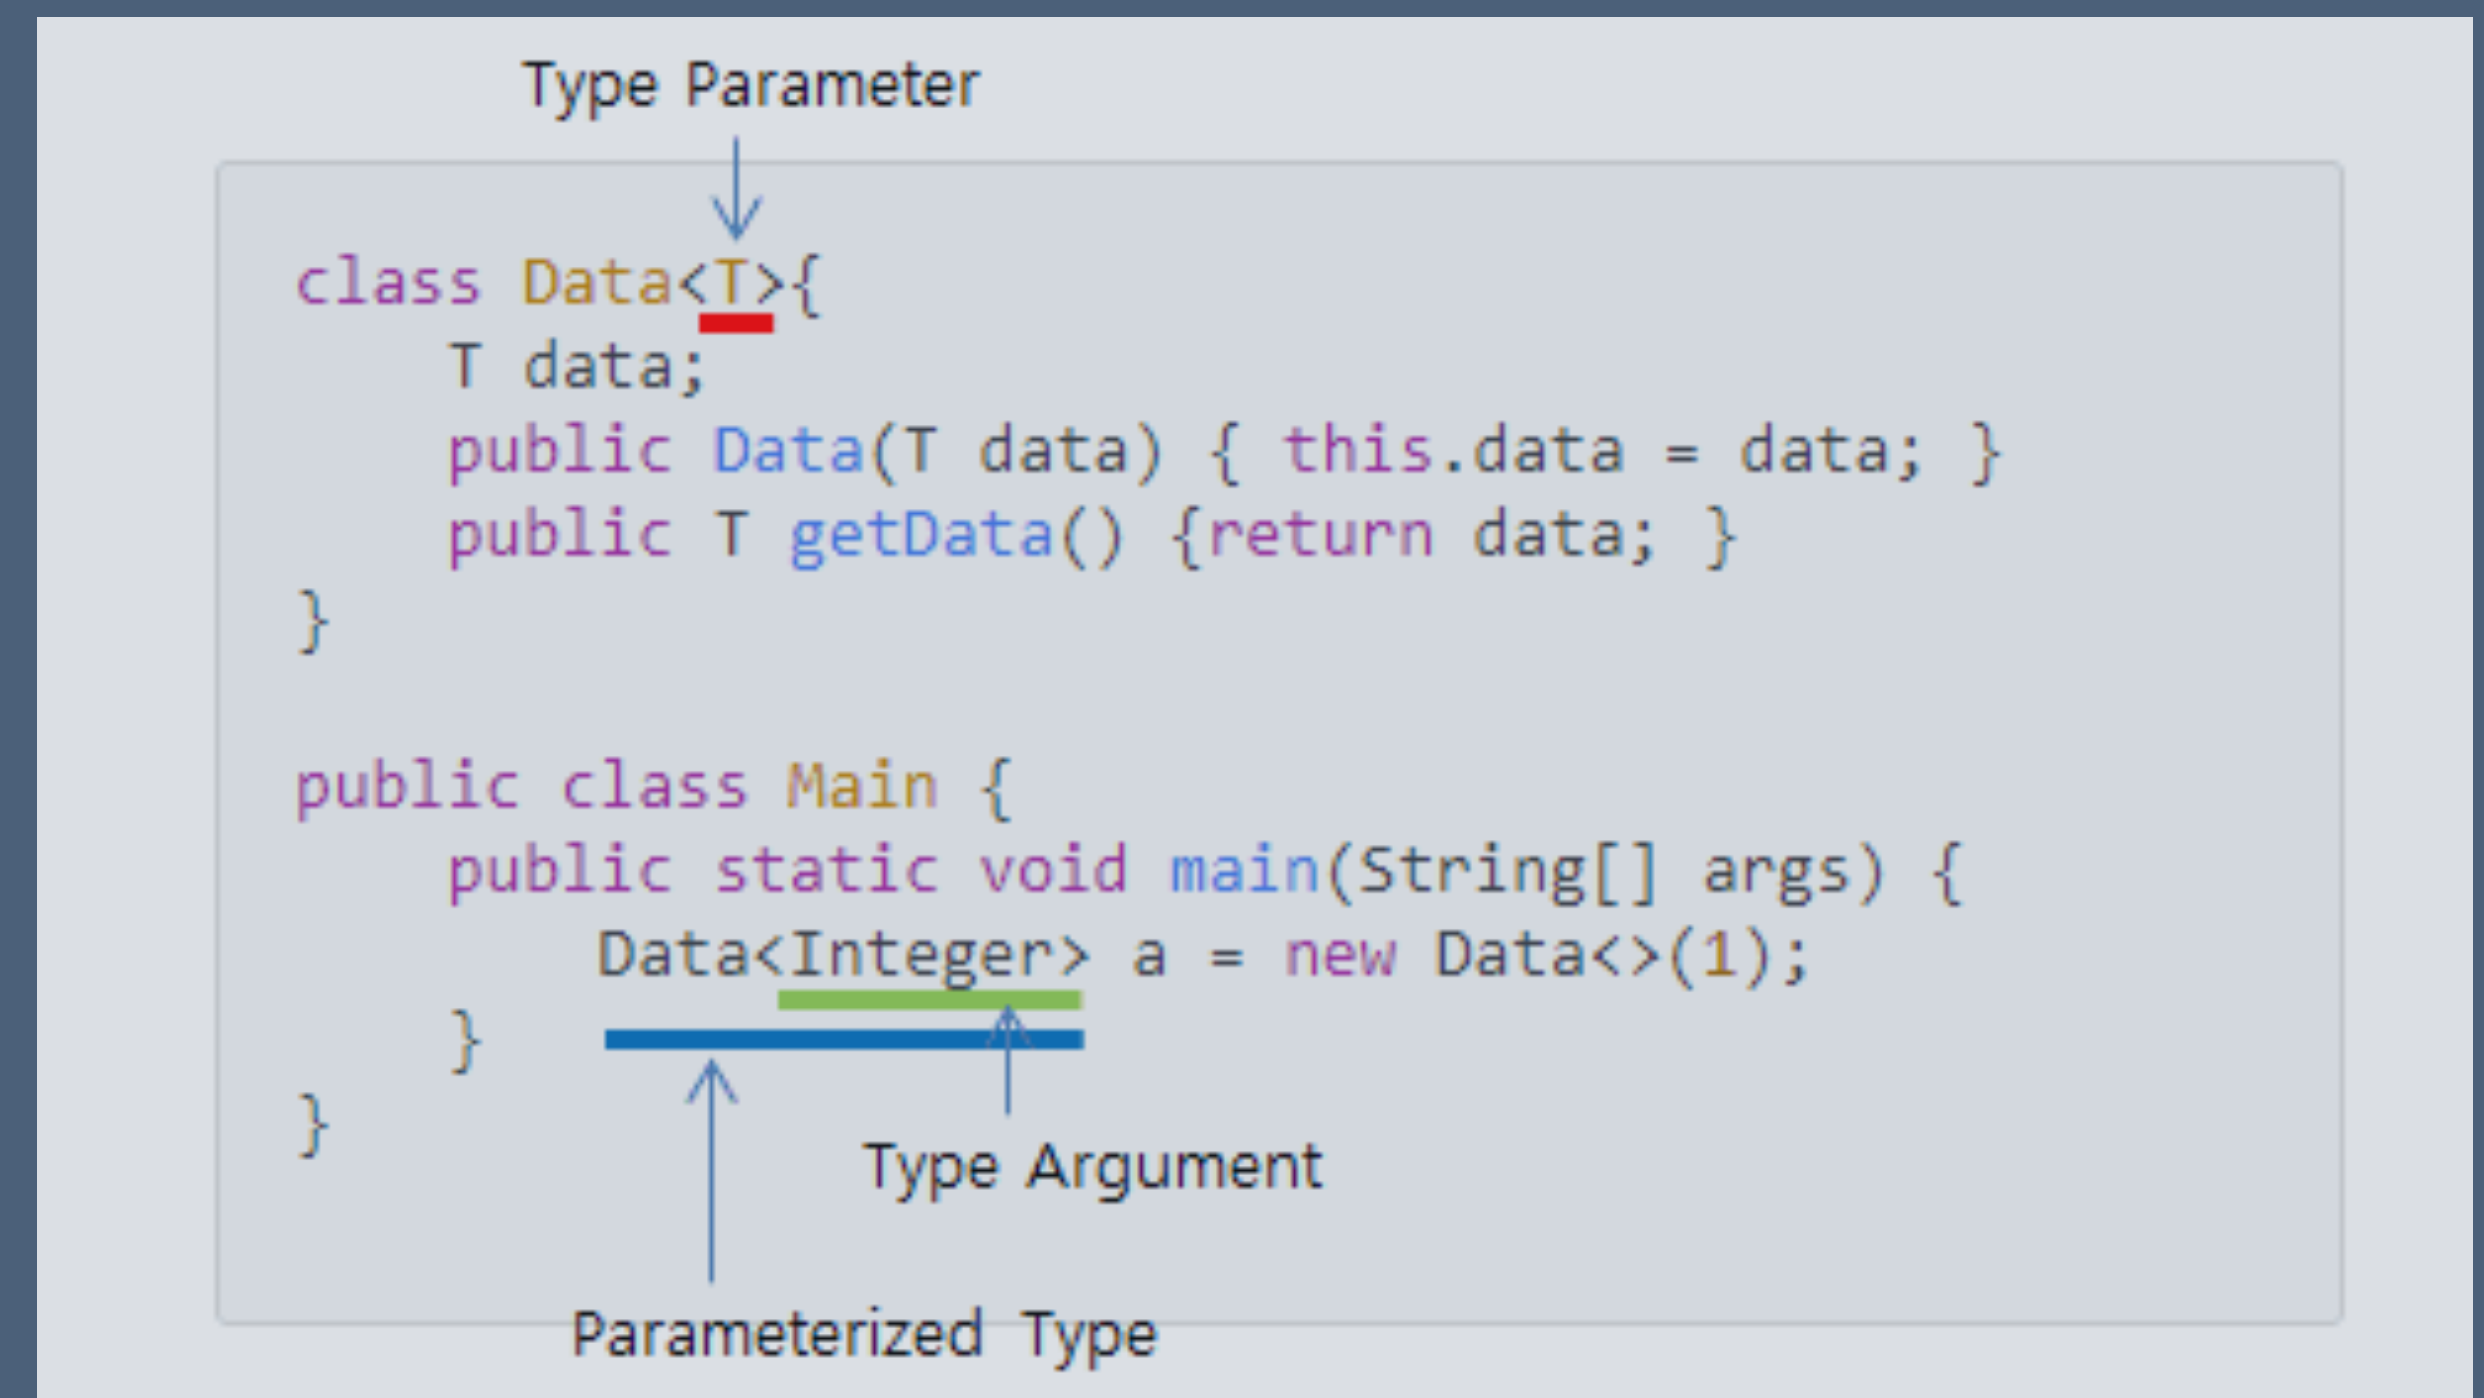 Type Parameter
class Data<T>{
    T data;
    public Data(T data) { this.data = data; }
    public T getData() {return data; }
}
public class Main {
    public static void main(String[] args) {
        Data<Integer> a = new Data<>(1);
    }
}
Type Argument
Parameterized Type